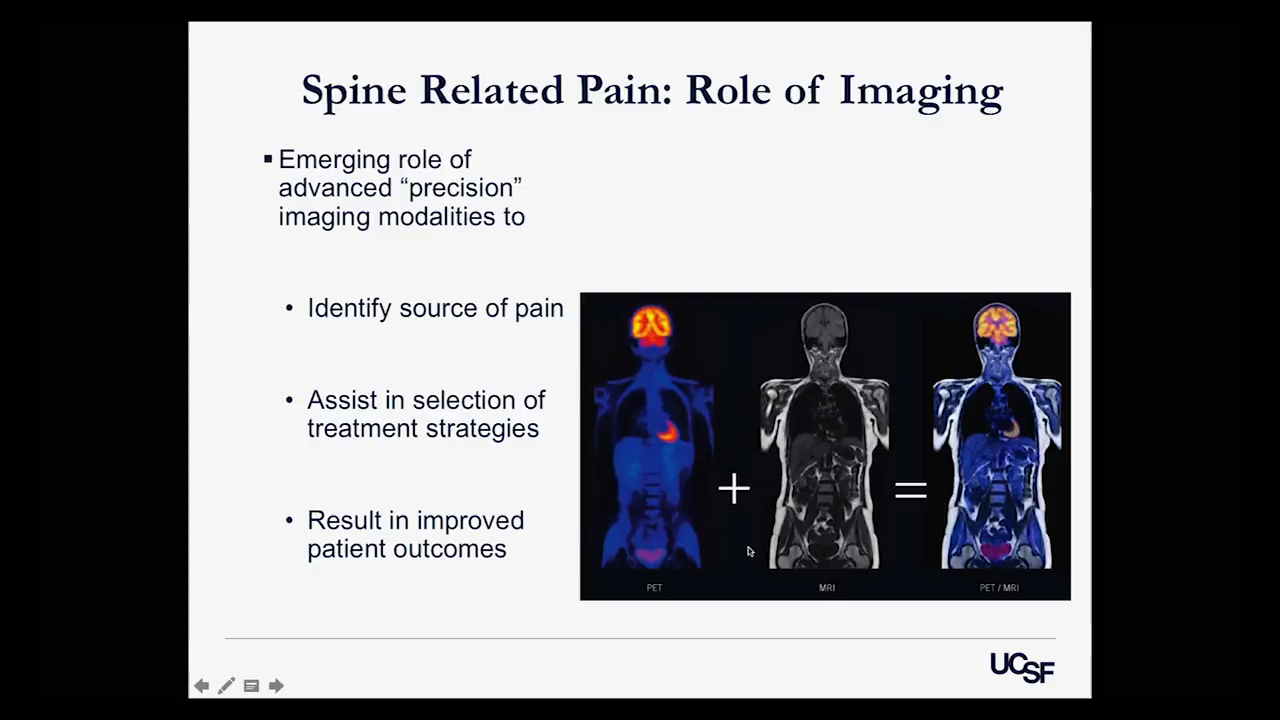 Spine Related Pain: Role of Imaging
▪ Emerging role of
advanced “precision”
imaging modalities to
• Identify source of pain
• Assist in selection of
treatment strategies
• Result in improved
patient outcomes
+ =
PET MRI PET / MRI
UCSF